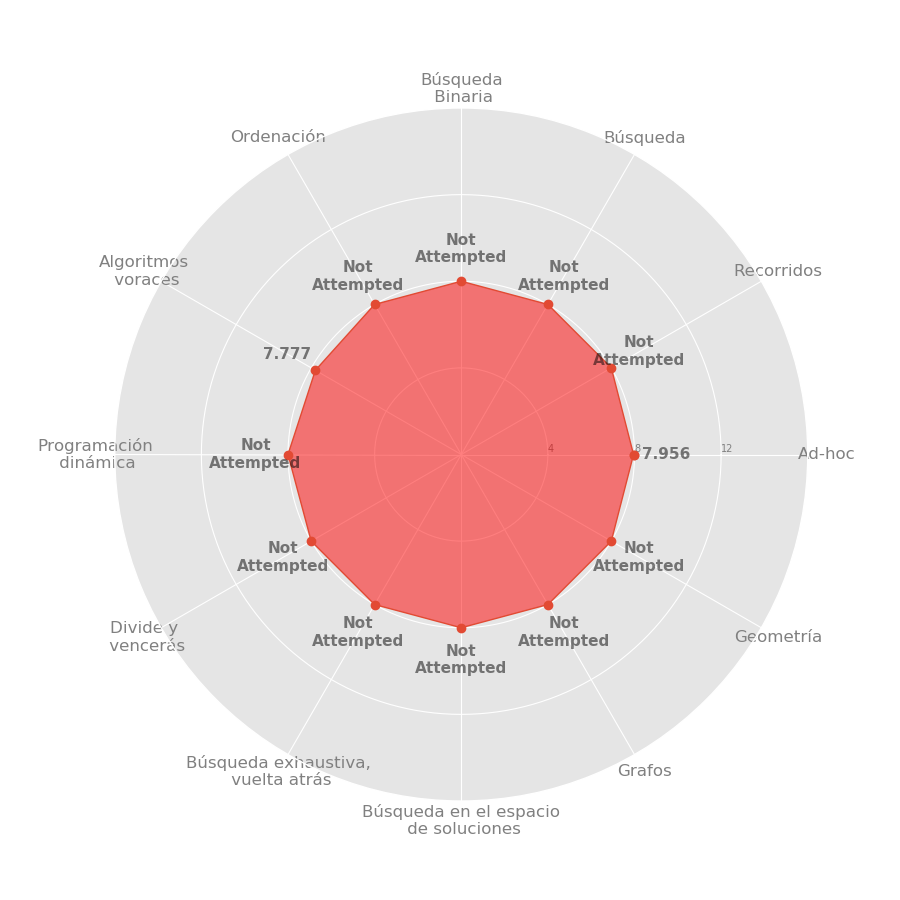 Búsqueda
Binaria
Ordenación
Búsqueda
Not
Attempted
Algoritmos
voraces
Not
Attempted
Not
Attempted
Recorridos
7.777
Not
Attempted
Programación
dinámica
Not
Attempted
4
8
12
7.956
Ad-hoc
Not
Attempted
Not
Attempted
Divide y
vencerás
Not
Attempted
Not
Attempted
Geometría
Not
Attempted
Búsqueda exhaustiva,
vuelta atrás
Grafos
Búsqueda en el espacio
de soluciones